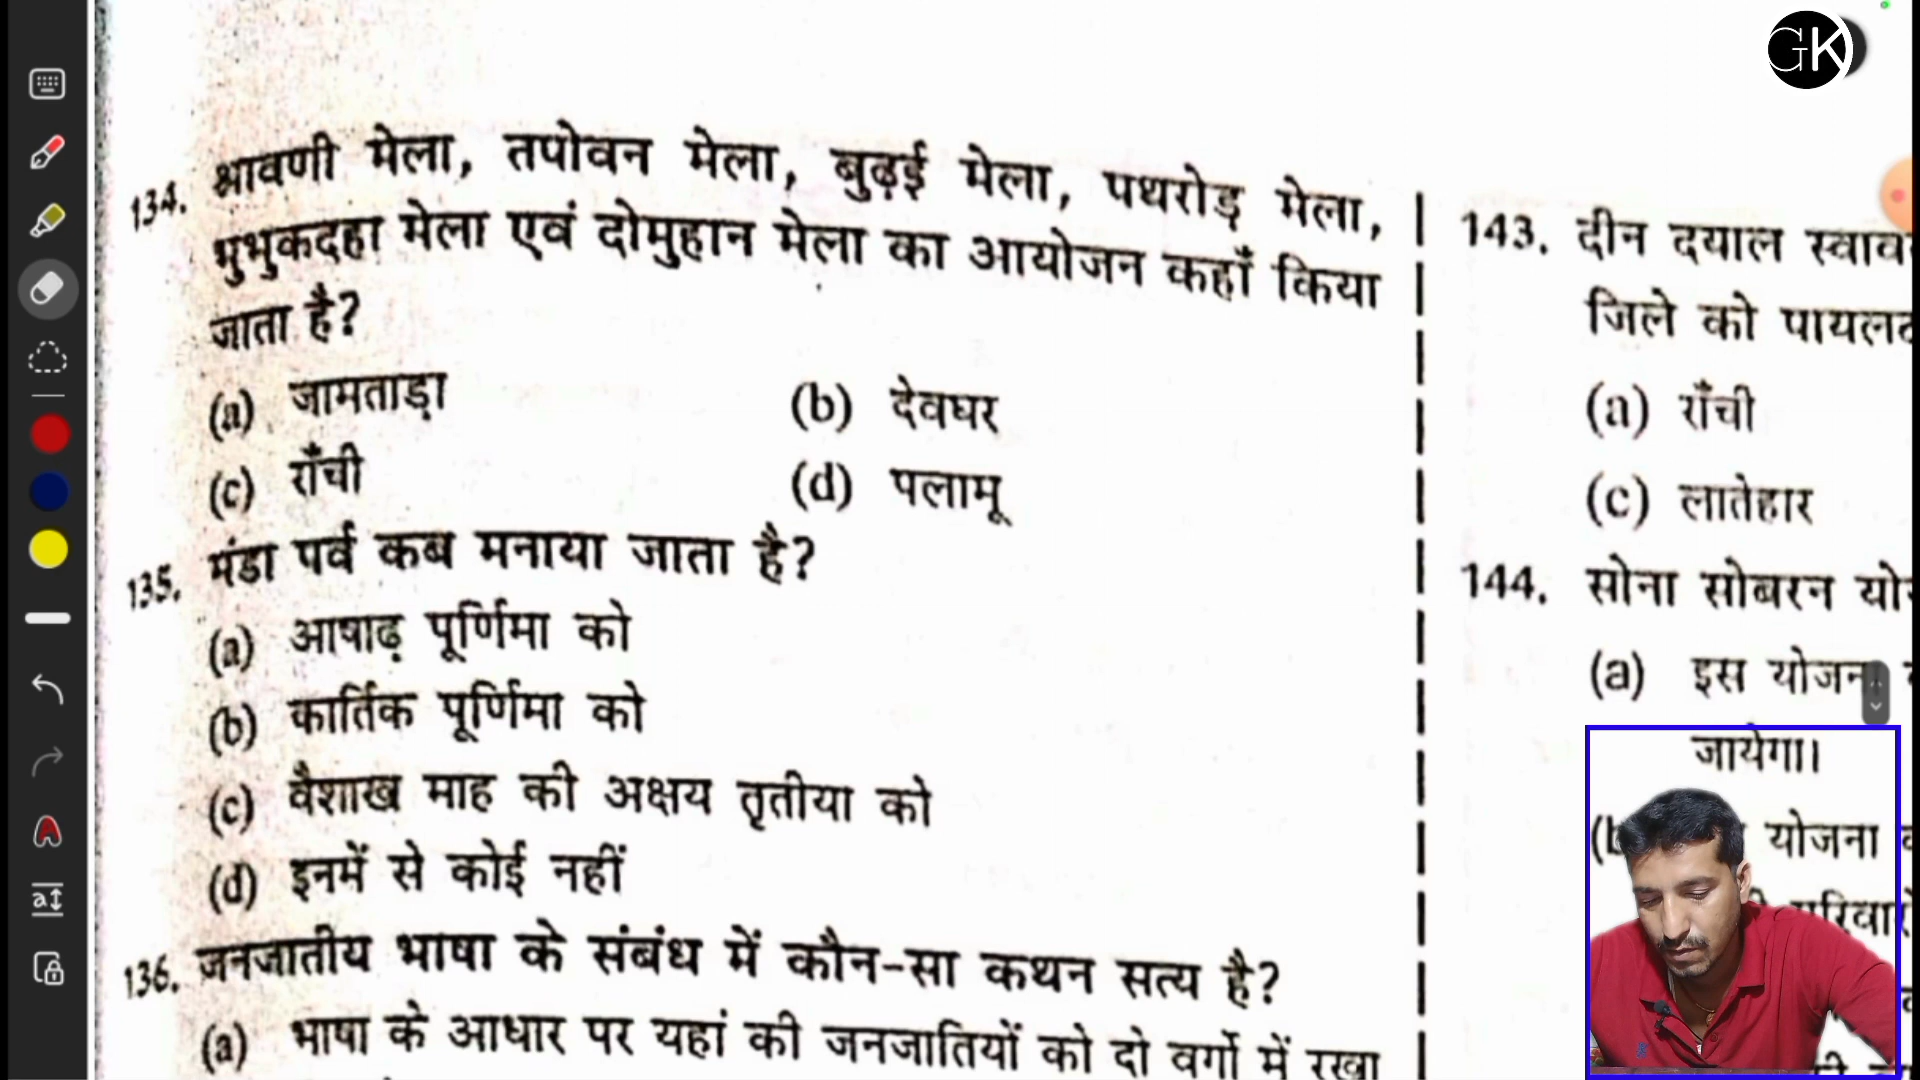 GK
134. श्रावणी मेला, तपोवन मेला, बुढ़ई मेला, पथरोड़ मेला,
भुभुकदहा मेला एवं दोमुहान मेला का आयोजन कहाँ किया
जाता है?
(a) जामताड़ा (b) देवघर
(c) राँची (d) पलामू
135. मंडा पर्व कब मनाया जाता है?
(a) आषाढ़ पूर्णिमा को
(b) कार्तिक पूर्णिमा को
(c) वैशाख माह की अक्षय तृतीया को
(d) इनमें से कोई नहीं
136. जनजातीय भाषा के संबंध में कौन-सा कथन सत्य है?
(a) भाषा के आधार पर यहां की जनजातियों को दो वर्गो में रखा
143. दीन दयाल
जिले को
(a) राँची
(c) लातेहार
144. सोना सोबरन
(a) इस
जायेगा।
योजना